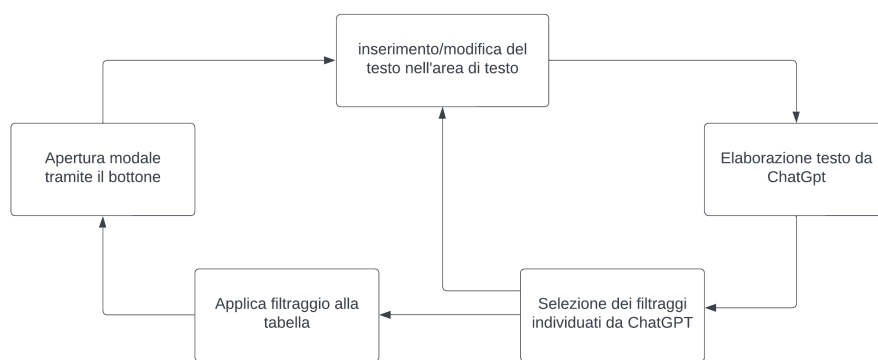 inserimento/modifica del
testo nell'area di testo
Apertura modale
tramite il bottone
Elaborazione testo da
ChatGpt
Applica filtraggio alla
tabella
Selezione dei filtraggi
individuati da ChatGPT